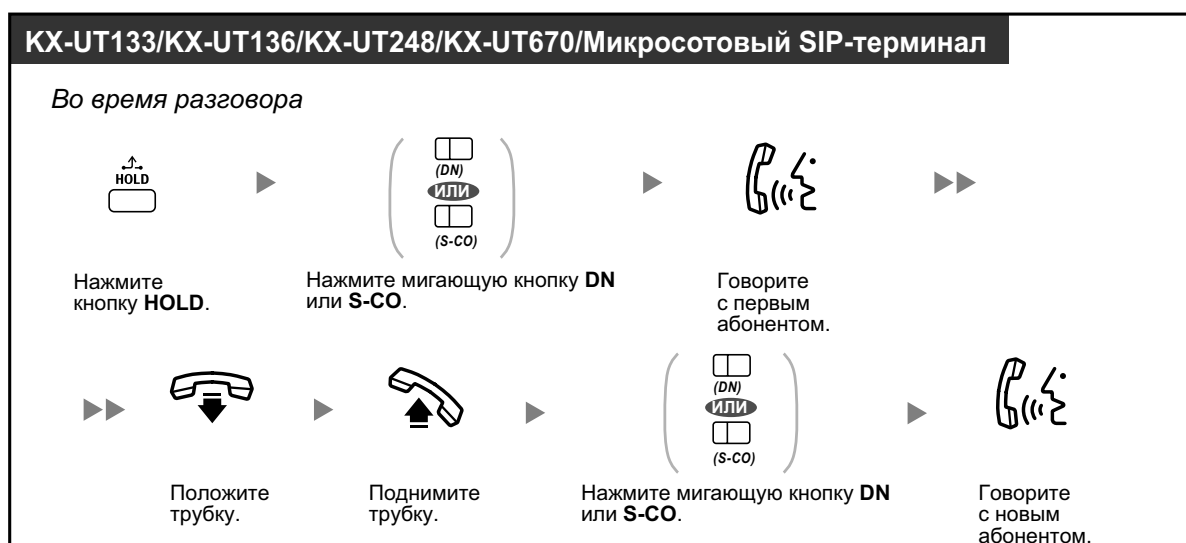 KX-UT133/KX-UT136/KX-UT248/KX-UT670/Микросотовый SIP-терминал
Во время разговора
HOLD
(DN)
ИЛИ
(S-CO)
Нажмите
кнопку HOLD.
Нажмите мигающую кнопку DN
или S-CO.
Говорите
с первым
абонентом.
Положите
трубку.
Поднимите
трубку.
(DN)
ИЛИ
(S-CO)
Нажмите мигающую кнопку DN
или S-CO.
Говорите
с новым
абонентом.